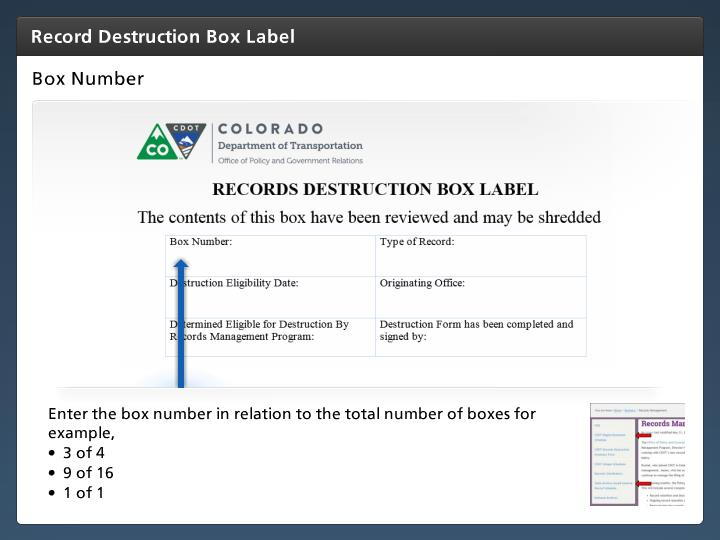 Record Destruction Box Label
Box Number
CDOT
CO
COLORADO
Department of Transportation
Office of Policy and Government Relations
RECORDS DESTRUCTION BOX LABEL
The contents of this box have been reviewed and may be shredded
Box Number:
Type of Record:
Destruction Eligibility Date:
Originating Office:
Determined Eligible for Destruction By
Records Management Program:
Destruction Form has been completed and
signed by:
Enter the box number in relation to the total number of boxes for
example,
• 3 of 4
• 9 of 16
• 1 of 1
Records Ma